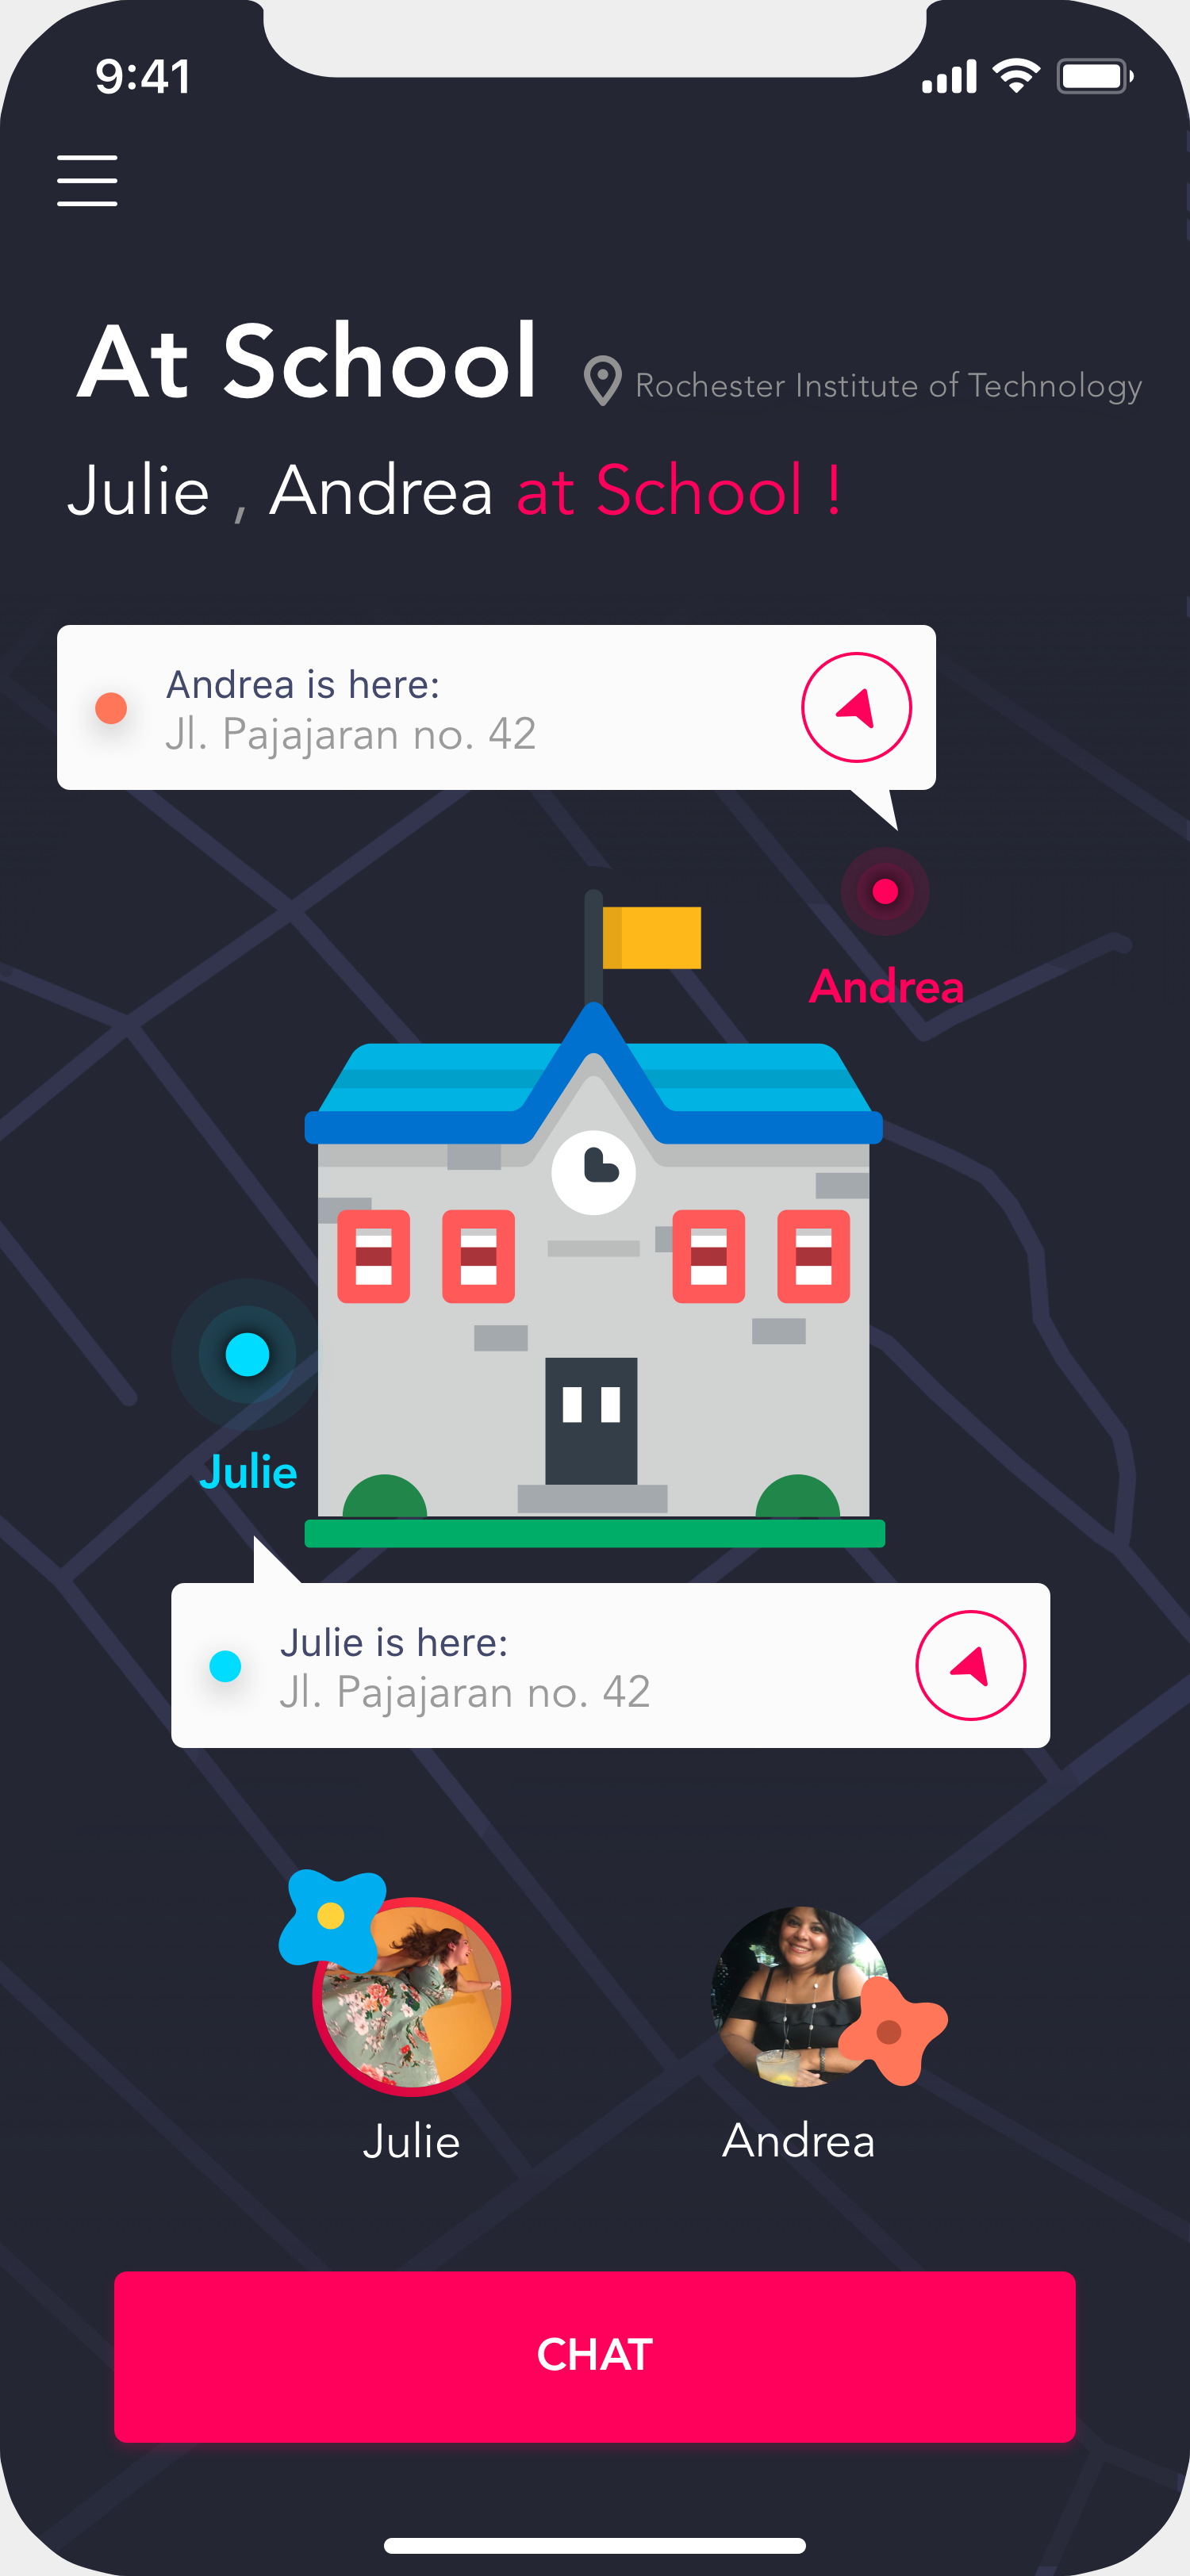 9:41
At School
Rochester Institute of Technology
Julie , Andrea at School !
Andrea is here:
Jl. Pajajaran no. 42
Andrea
Julie
Julie is here:
Jl. Pajajaran no. 42
Julie
Andrea
CHAT